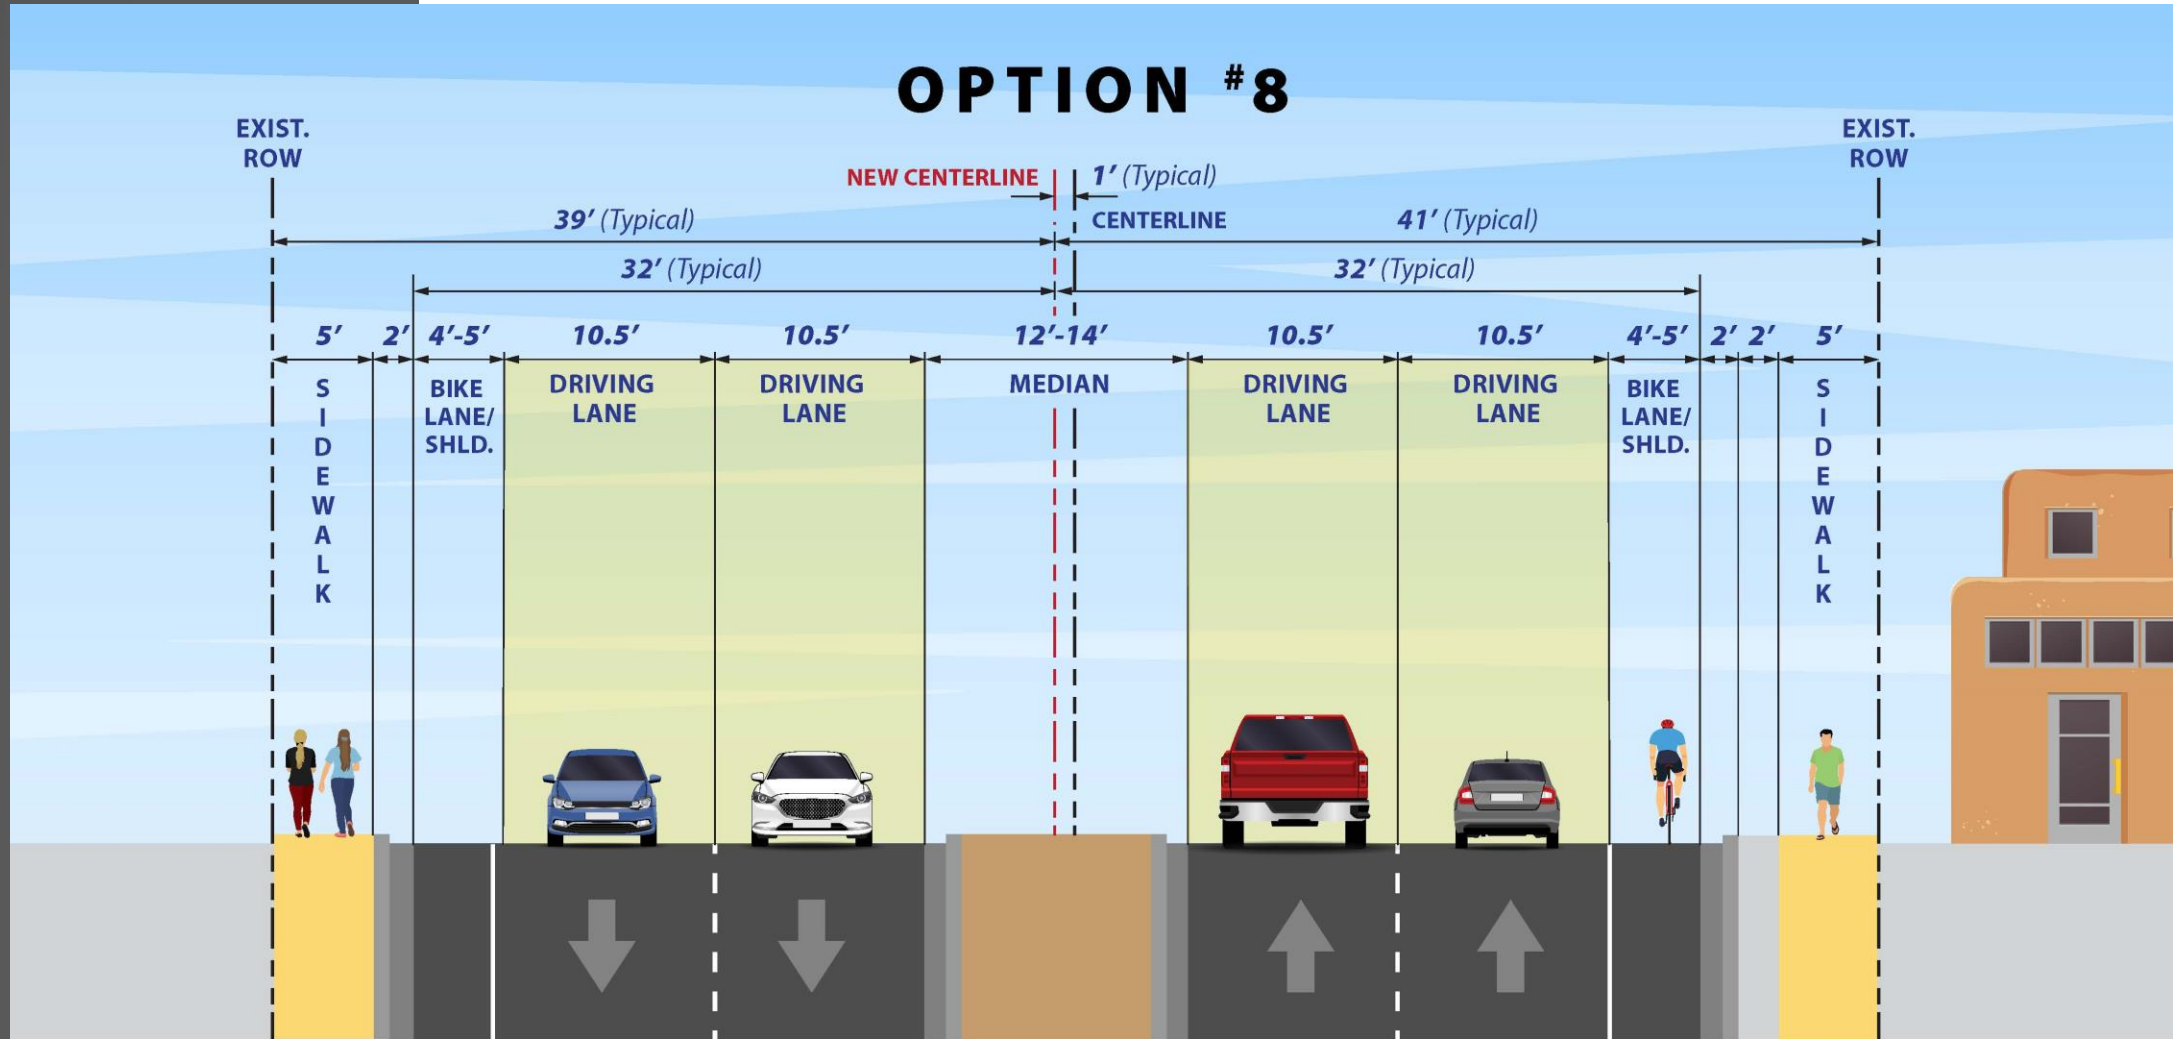 OPTION #8
EXIST.
ROW
EXIST.
ROW
NEW CENTERLINE
1' (Typical)
CENTERLINE
39' (Typical)
41' (Typical)
32' (Typical)
32' (Typical)
5'
2'
4'-5'
10.5'
10.5'
12'-14'
10.5'
10.5'
4'-5'
2'
2'
5'
SIDEWALK
BIKE
LANE/
SHLD.
DRIVING
LANE
DRIVING
LANE
MEDIAN
DRIVING
LANE
DRIVING
LANE
BIKE
LANE/
SHLD.
SIDEWALK